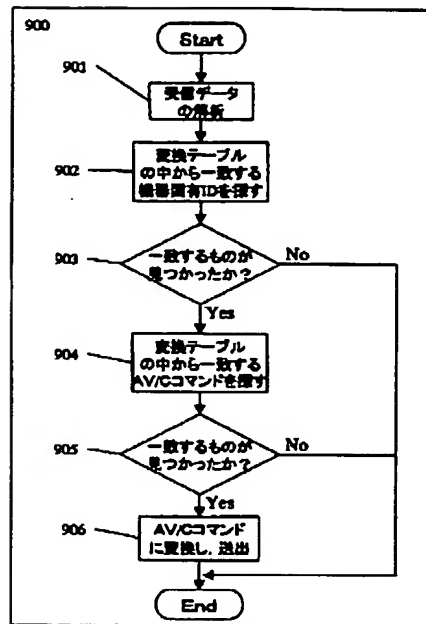 900
Start
901
受信データ
の解析
902
変換テーブル
の中から一致する
機器固有IDを探す
903
一致するものが
見つかったか?
No
Yes
904
変換テーブル
の中から一致する
AV/Cコマンドを探す
905
一致するものが
見つかったか?
No
Yes
906
AV/Cコマンド
に変換し、送出
End